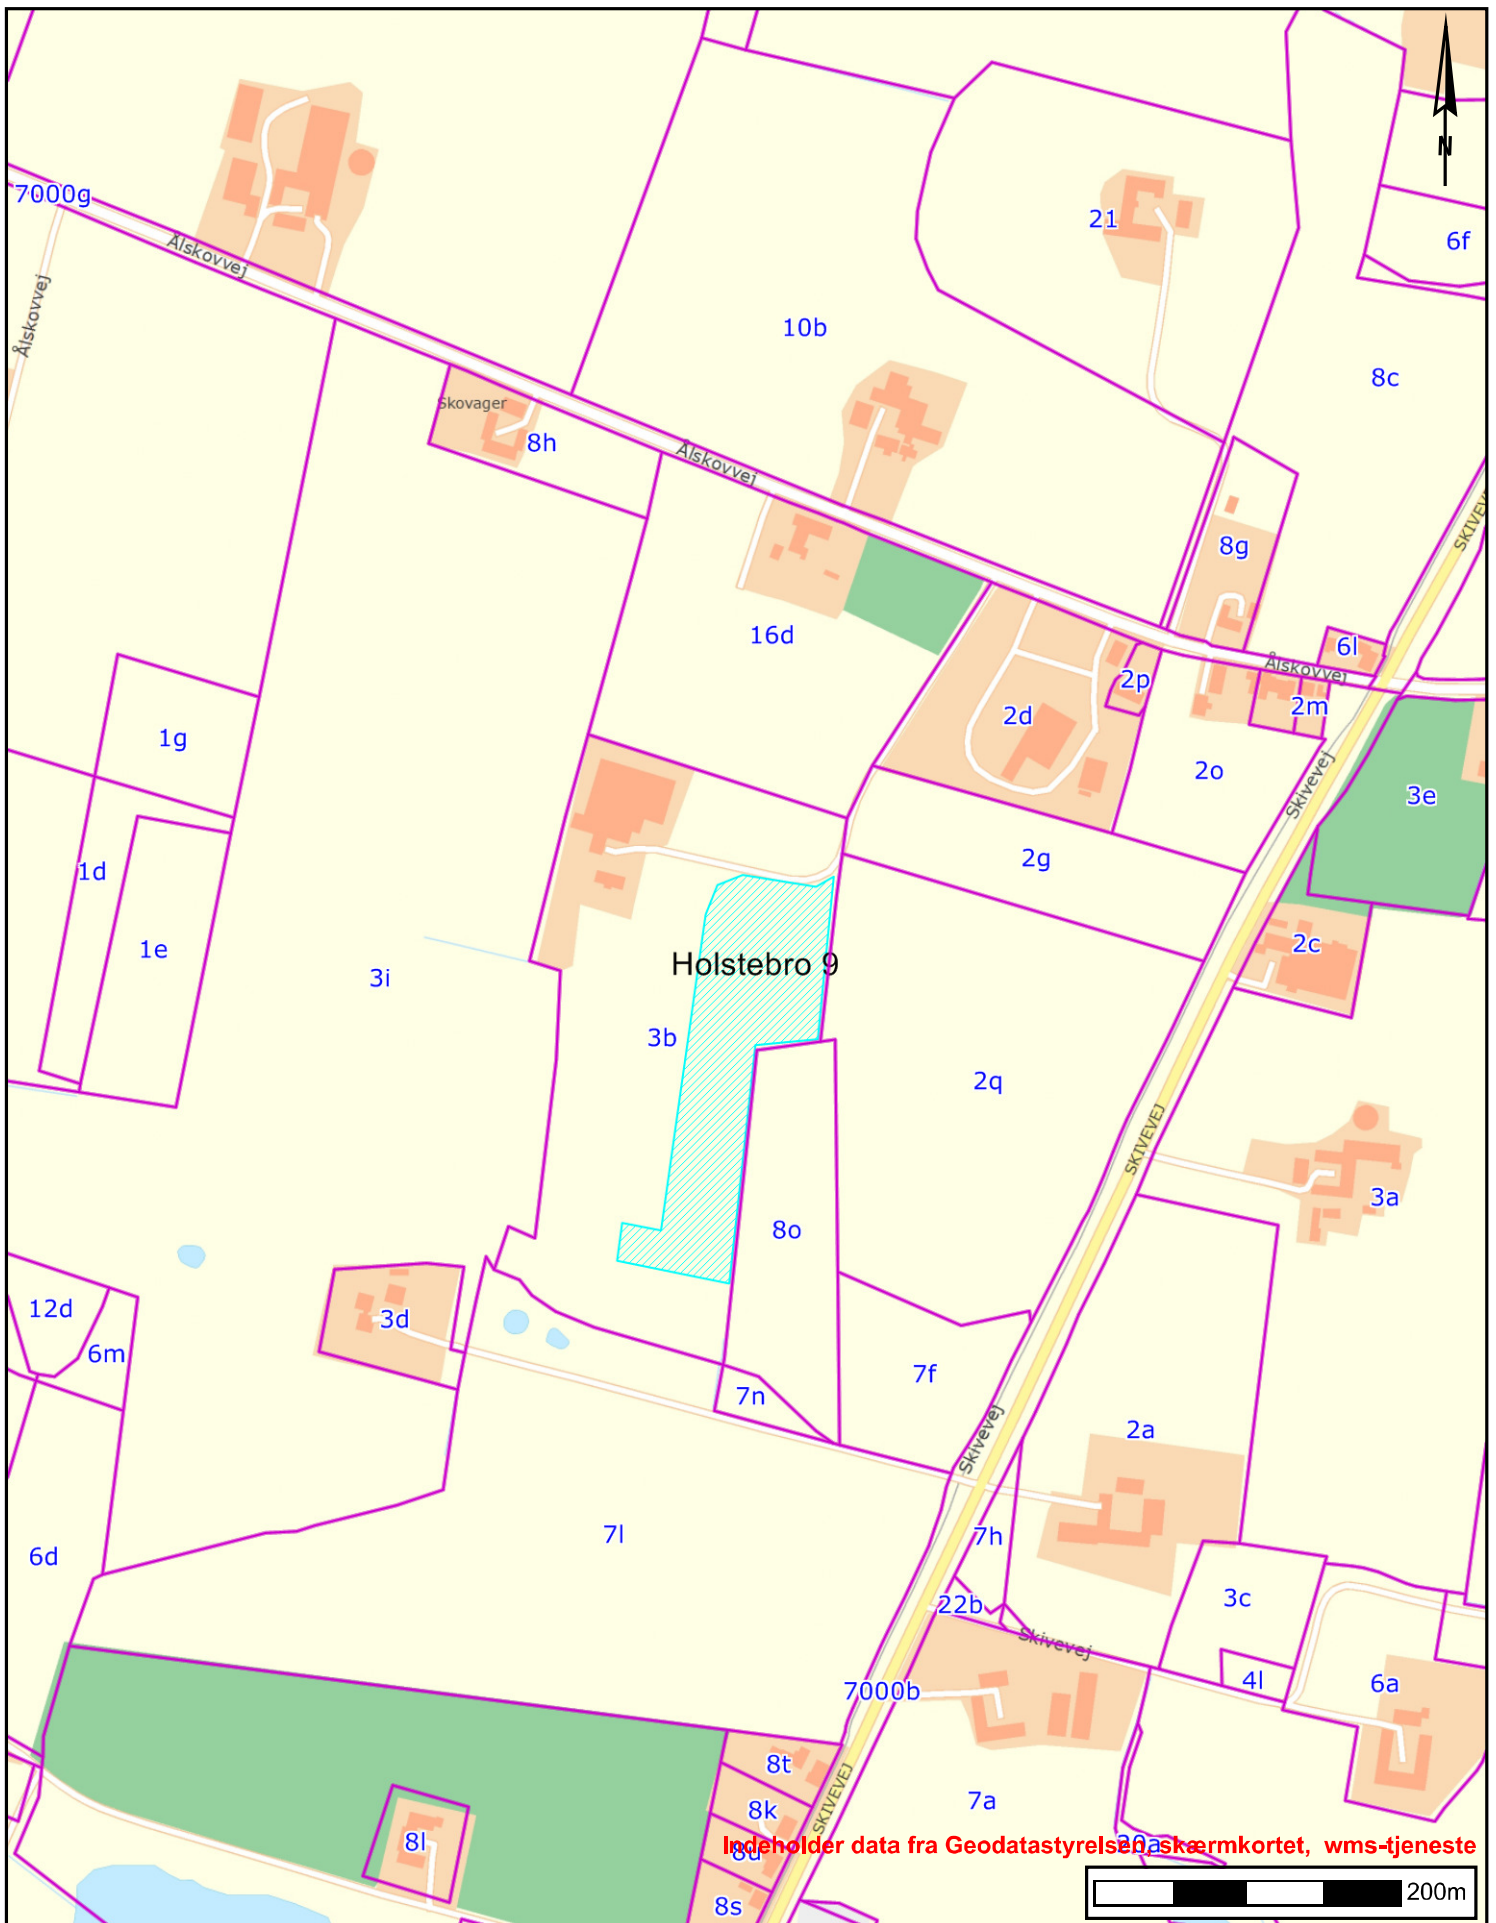 N
7000g
21
6f
Ålskovvej
Ålskovvej
10b
8c
Skovager
8h
Ålskovvej
SKIVEVEJ
8g
16d
6l
Ålskovvej
2p
2d
2m
1g
2o
Skivevej
3e
2g
1d
1e
2c
Holstebro 9
3i
3b
2q
SKIVEVEJ
3a
8o
12d
3d
6m
7f
7n
2a
Skivevej
7l
7h
6d
3c
22b
Skivevej
4l
6a
7000b
8t
SKIVEVEJ
7a
8k
8l
8u
20a
Indeholder data fra Geodatastyrelsen, skærmkortet, wms-tjeneste
200m
8s